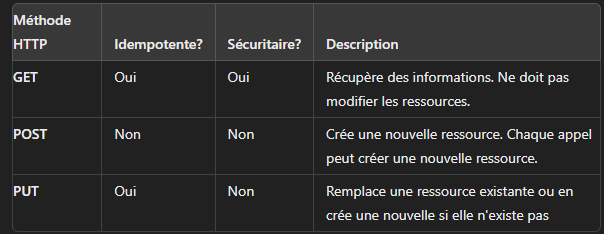 Méthode
HTTP Idempotente? Sécuritaire? Description
GET Oui Oui Récupère des informations. Ne doit pas
modifier les ressources.
POST Non Non Crée une nouvelle ressource. Chaque appel
peut créer une nouvelle ressource.
PUT Oui Non Remplace une ressource existante ou en
crée une nouvelle si elle n'existe pas